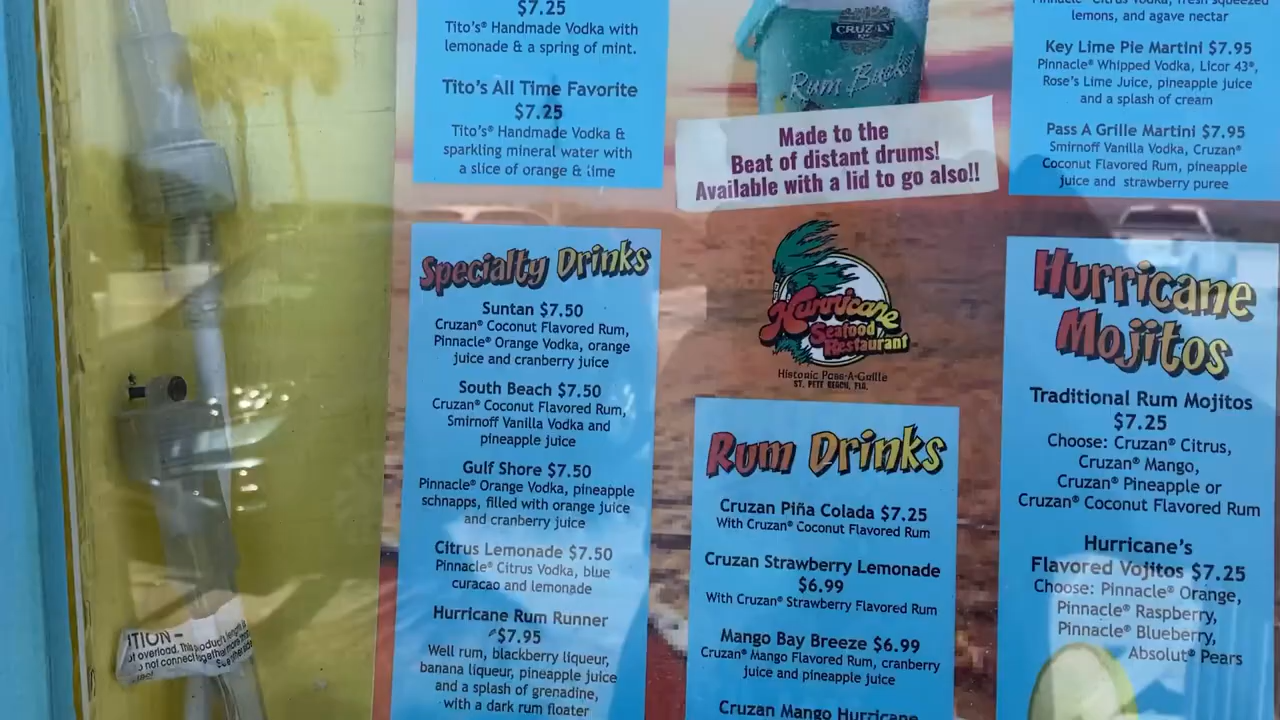 $7.25
Tito's® Handmade Vodka with
lemonade & a spring of mint.
Tito's All Time Favorite
$7.25
Tito's® Handmade Vodka &
sparkling mineral water with
a slice of orange & lime
Specialty Drinks
Suntan $7.50
Cruzan® Coconut Flavored Rum,
Pinnacle® Orange Vodka, orange
juice and cranberry juice
South Beach $7.50
Cruzan® Coconut Flavored Rum,
Smirnoff Vanilla Vodka and
pineapple juice
Gulf Shore $7.50
Pinnacle® Orange Vodka, pineapple
schnapps, filled with orange juice
and cranberry juice
Citrus Lemonade $7.50
Pinnacle® Citrus Vodka, blue
curacao and lemonade
Hurricane Rum Runner
$7.95
Well rum, blackberry liqueur,
banana liqueur, pineapple juice
and a splash of grenadine,
with a dark rum floater
CRUZAN
Rum Bucket
Made to the
Beat of distant drums!
Available with a lid to go also!!
Hurricane
Seafood
Restaurant
Historic Pass-A-Grille
ST. PETE BEACH, FLA.
Rum Drinks
Cruzan Piña Colada $7.25
With Cruzan® Coconut Flavored Rum
Cruzan Strawberry Lemonade
$6.99
With Cruzan® Strawberry Flavored Rum
Mango Bay Breeze $6.99
Cruzan® Mango Flavored Rum, cranberry
juice and pineapple juice
Cruzan Mango Hurricane
Pinnacle® Citrus Vodka, fresh squeezed
lemons, and agave nectar
Key Lime Pie Martini $7.95
Pinnacle® Whipped Vodka, Licor 43®,
Rose's Lime Juice, pineapple juice
and a splash of cream
Pass A Grille Martini $7.95
Smirnoff Vanilla Vodka, Cruzan®
Coconut Flavored Rum, pineapple
juice and strawberry puree
Hurricane
Mojitos
Traditional Rum Mojitos
$7.25
Choose: Cruzan® Citrus,
Cruzan® Mango,
Cruzan® Pineapple or
Cruzan® Coconut Flavored Rum
Hurricane's
Flavored Vojitos $7.25
Choose: Pinnacle® Orange,
Pinnacle® Raspberry,
Pinnacle® Blueberry,
Absolut® Pears
overload. This product
not connect together more